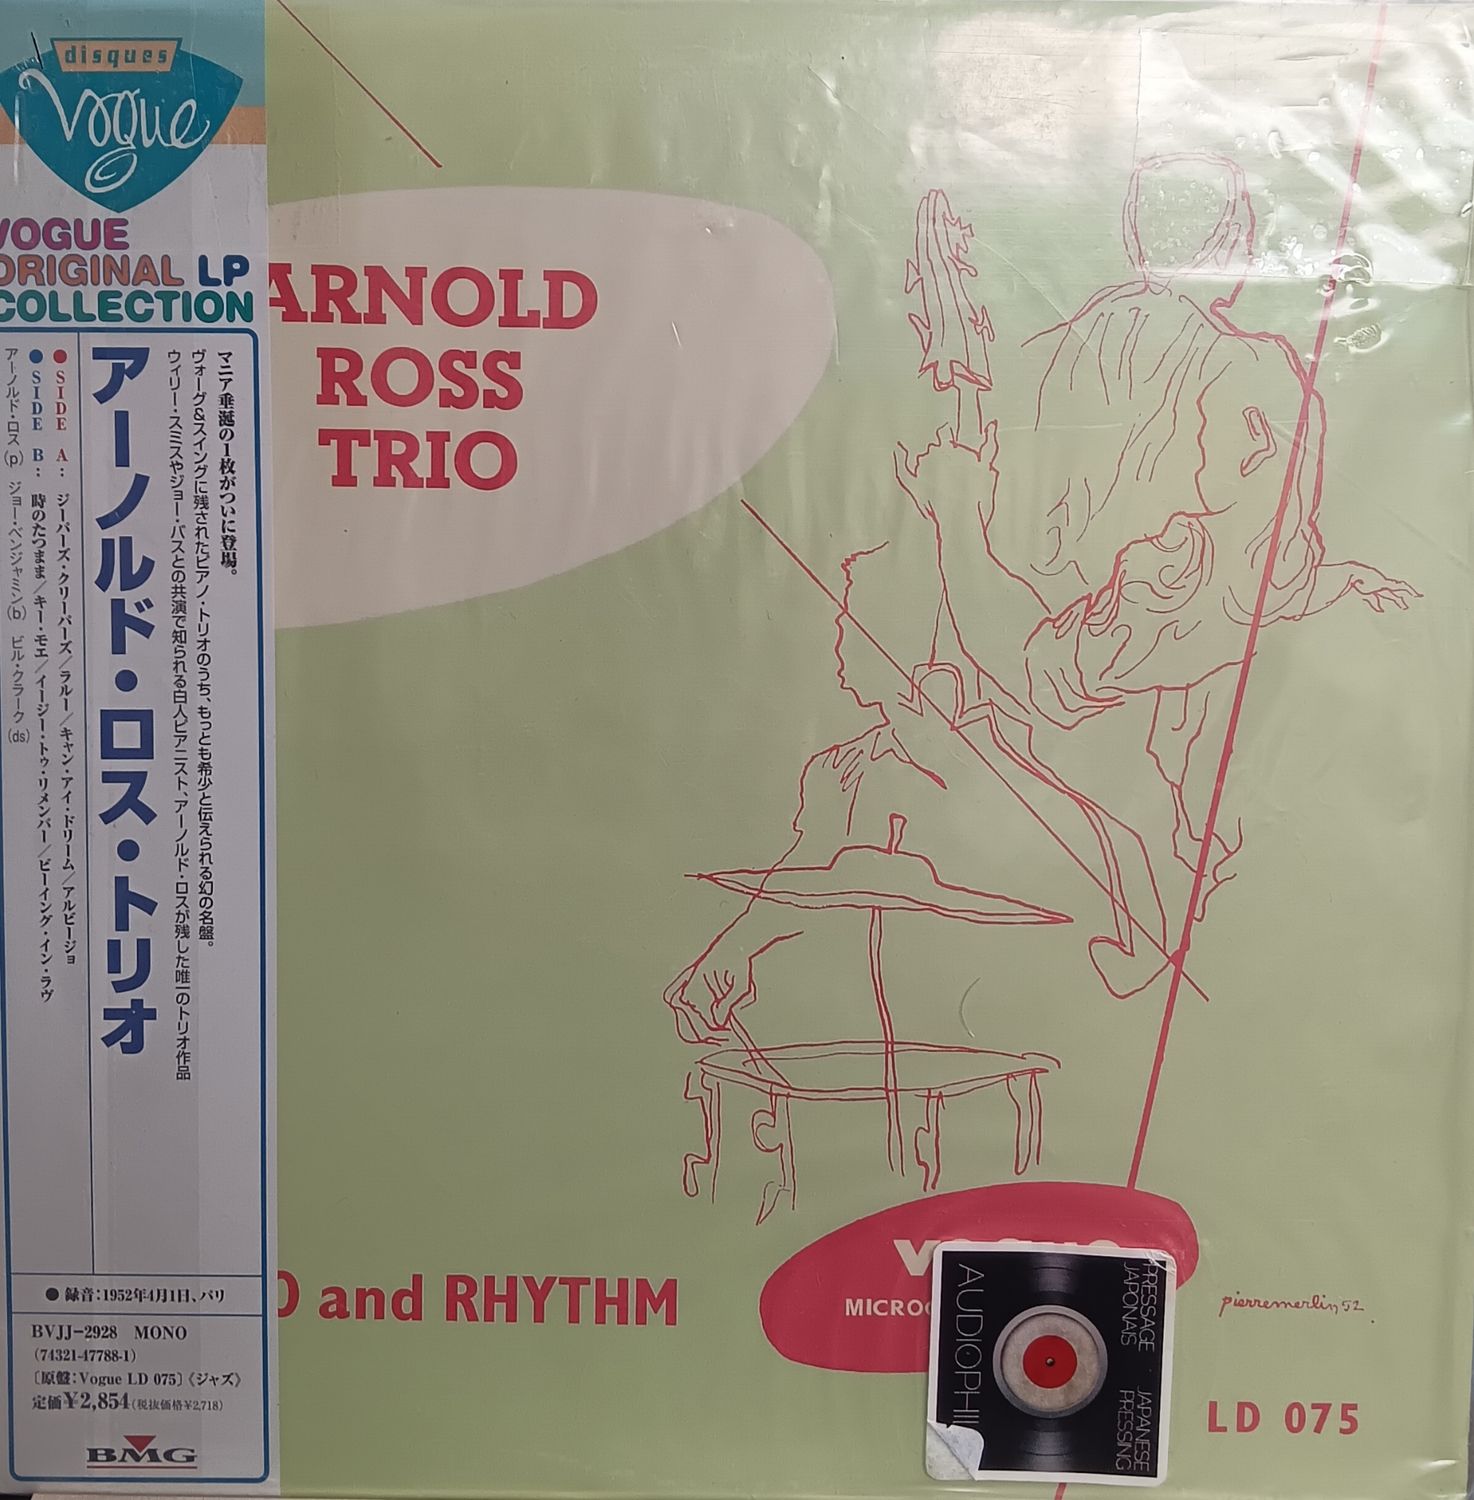 disques
Vogue
VOGUE
ORIGINAL LP
COLLECTION
マニア垂涎の1枚がついに登場。
ヴォーグ&スイングに残されたピアノ・トリオのうち、もっとも希少と伝えられる幻の名盤。
ウィリー・スミスやジョー・パスとの共演で知られる白人ピアニスト、アーノルド・ロスが残した唯一のトリオ作品
アーノルド・ロス・トリオ
●SIDE A: ジーパーズ・クリーパーズ/ラルー/キャン・アイ・ドリーム/アルビージョ
●SIDE B: 時のたつまま/キー・モエ/イージー・トゥ・リメンバー/ビーイング・イン・ラヴ
アーノルド・ロス(p) ジョー・ベンジャミン(b) ビル・クラーク(ds)
●録音:1952年4月1日、パリ
BVJJ-2928 MONO
(74321-47788-1)
〔原盤:Vogue LD 075〕《ジャズ》
定価¥2,854(税抜価格¥2,718)
BMG
ARNOLD
ROSS
TRIO
O and RHYTHM
MICRO
pierremerlin 52
AUDIOPHIL
PRESSAGE
JAPONAIS
JAPANESE
PRESSING
LD 075